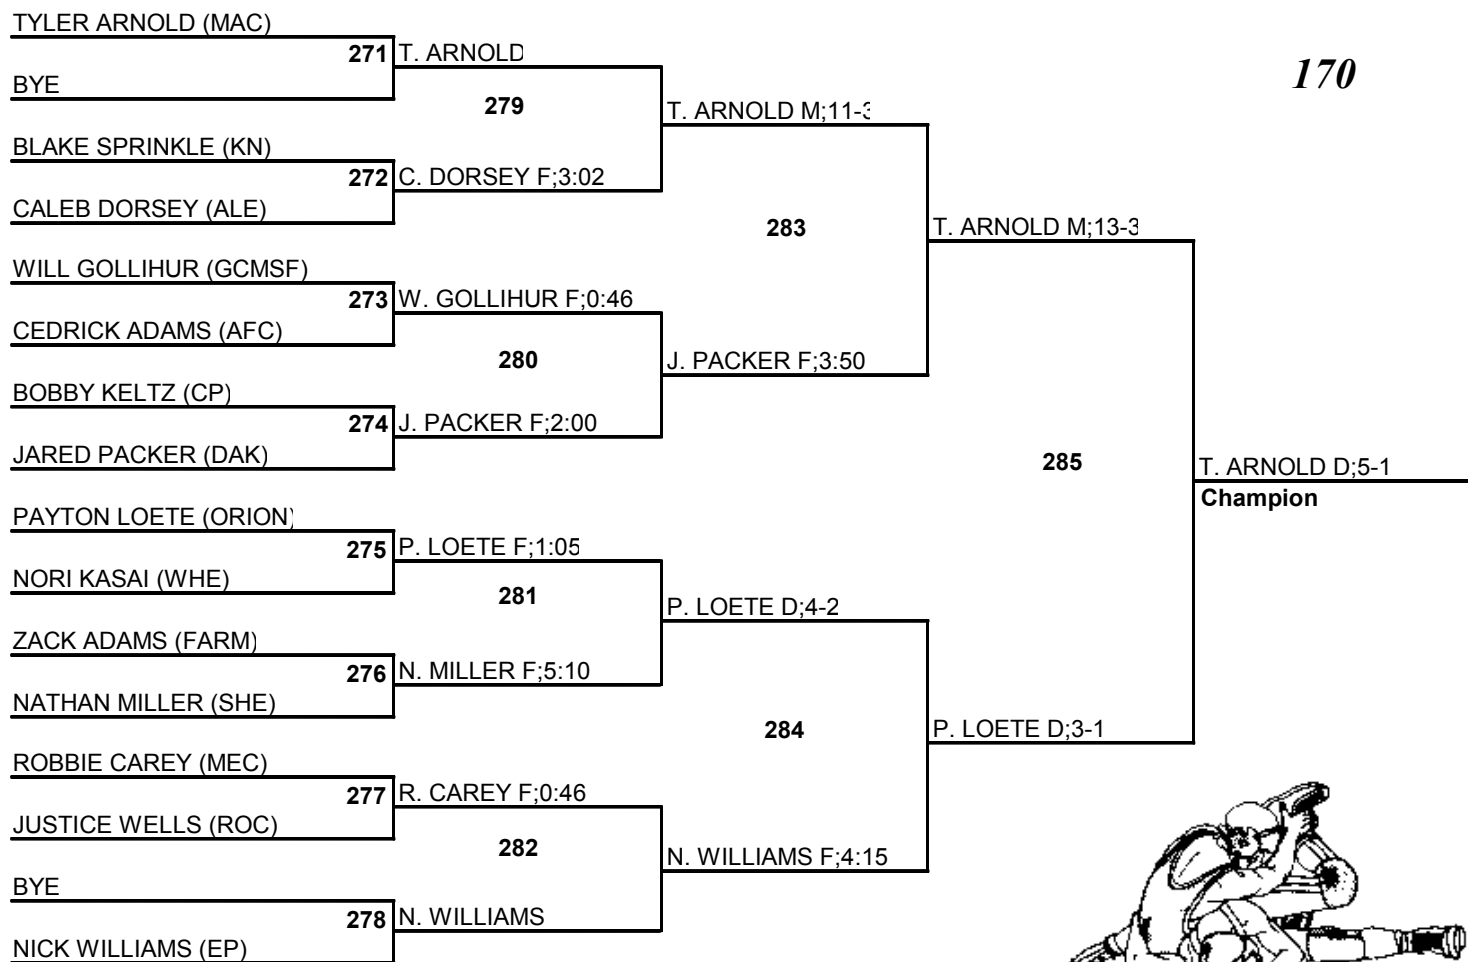 TYLER ARNOLD (MAC)
271 T. ARNOLD
BYE
170
279
T. ARNOLD M;11-3
BLAKE SPRINKLE (KN)
272 C. DORSEY F;3:02
CALEB DORSEY (ALE)
283
T. ARNOLD M;13-3
WILL GOLLIHUR (GCMSF)
273 W. GOLLIHUR F;0:46
CEDRICK ADAMS (AFC)
280
J. PACKER F;3:50
BOBBY KELTZ (CP)
274 J. PACKER F;2:00
JARED PACKER (DAK)
285
T. ARNOLD D;5-1
Champion
PAYTON LOETE (ORION)
275 P. LOETE F;1:05
NORI KASAI (WHE)
281
P. LOETE D;4-2
ZACK ADAMS (FARM)
276 N. MILLER F;5:10
NATHAN MILLER (SHE)
284
P. LOETE D;3-1
ROBBIE CAREY (MEC)
277 R. CAREY F;0:46
JUSTICE WELLS (ROC)
282
N. WILLIAMS F;4:15
BYE
278 N. WILLIAMS
NICK WILLIAMS (EP)